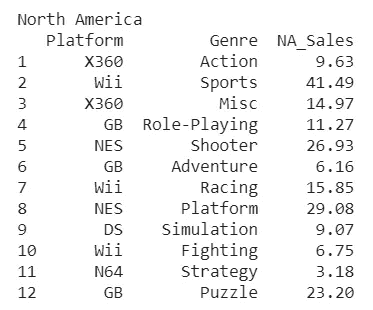 North America
Platform Genre NA_Sales
1 X360 Action 9.63
2 Wii Sports 41.49
3 X360 Misc 14.97
4 GB Role-Playing 11.27
5 NES Shooter 26.93
6 GB Adventure 6.16
7 Wii Racing 15.85
8 NES Platform 29.08
9 DS Simulation 9.07
10 Wii Fighting 6.75
11 N64 Strategy 3.18
12 GB Puzzle 23.20